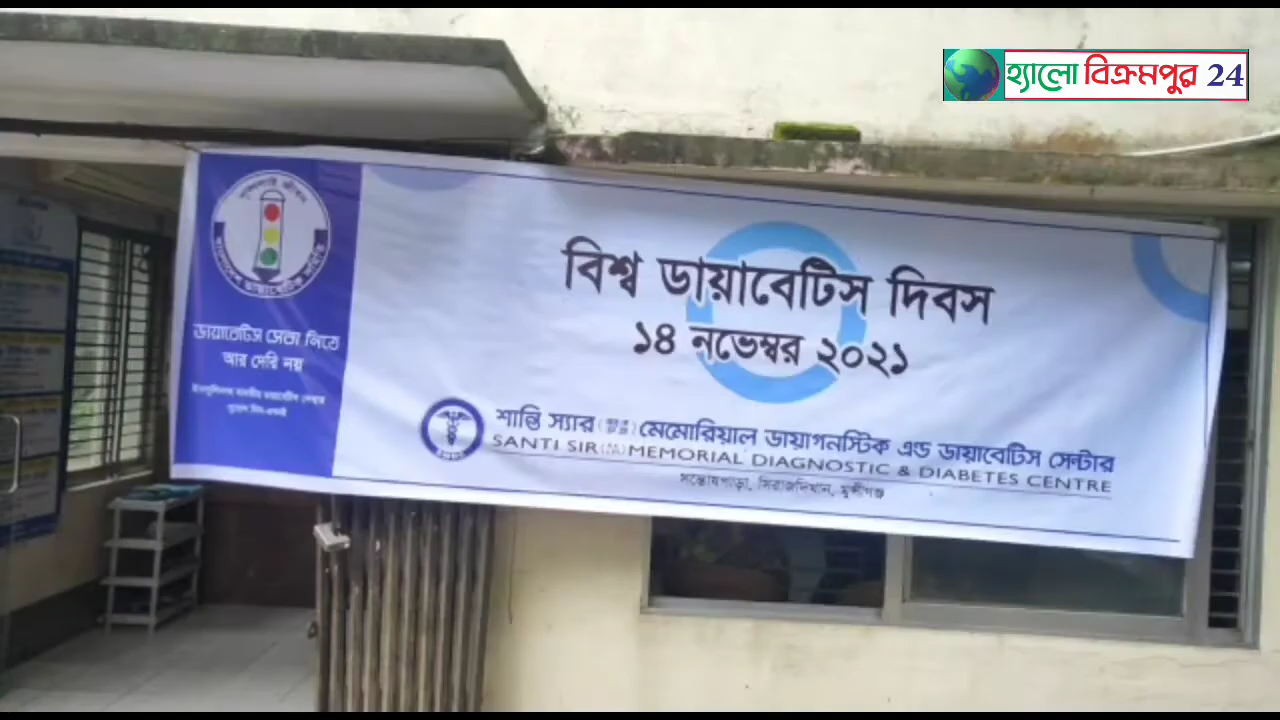 হ্যালো বিক্রমপুর 24
বিশ্ব ডায়াবেটিস দিবস
১৪ নভেম্বর ২০২১
ডায়াবেটিস সেবা নিতে
আর দেরি নয়
শান্তি স্যার মেমোরিয়াল ডায়াগনস্টিক এন্ড ডায়াবেটিস সেন্টার
SANTI SIR MEMORIAL DIAGNOSTIC & DIABETES CENTRE
সন্তোষপাড়া, সিরাজদিখান, মুন্সীগঞ্জ